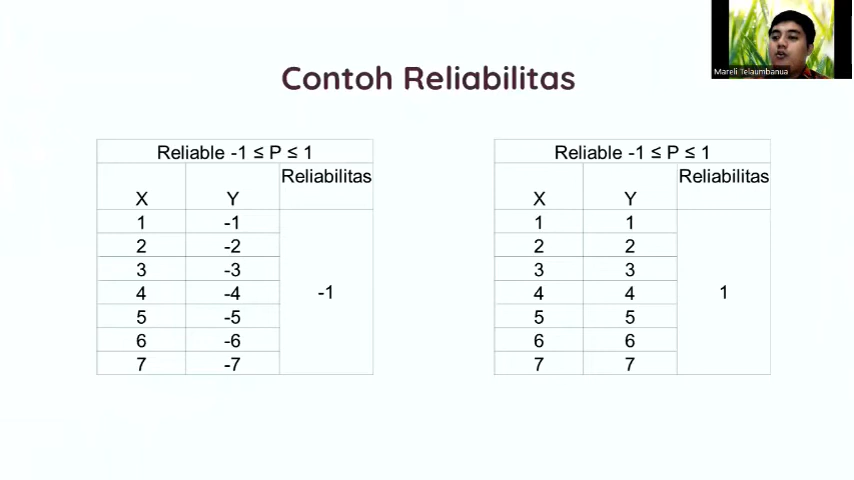 Mareli Telaumbanua
Contoh Reliabilitas
Reliable -1 ≤ P ≤ 1
X Y Reliabilitas
1 -1
2 -2
3 -3
4 -4 -1
5 -5
6 -6
7 -7
Reliable -1 ≤ P ≤ 1
X Y Reliabilitas
1 1
2 2
3 3
4 4 1
5 5
6 6
7 7